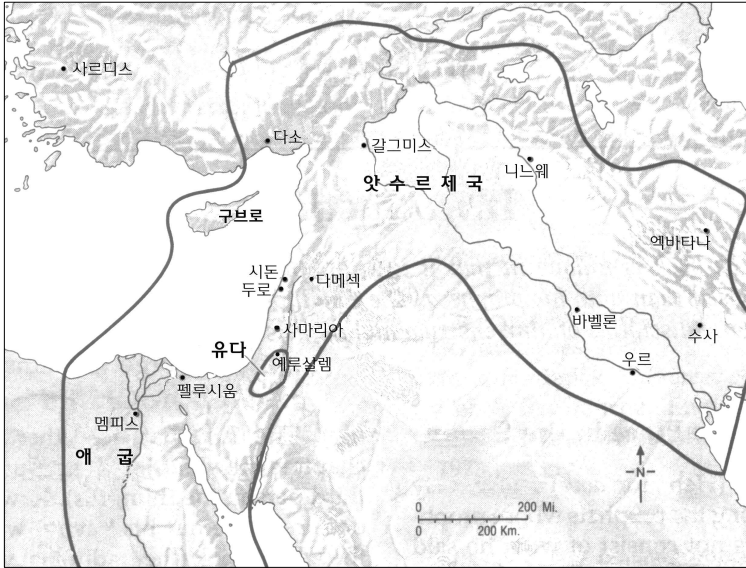 사르디스
다소
갈그미스
니느웨
앗수르제국
구브로
엑바타나
시돈
두로
다메섹
바벨론
사마리아
수사
유다
예루살렘
우르
펠루시움
멤피스
애 굽
N
0 200 Mi.
0 200 Km.